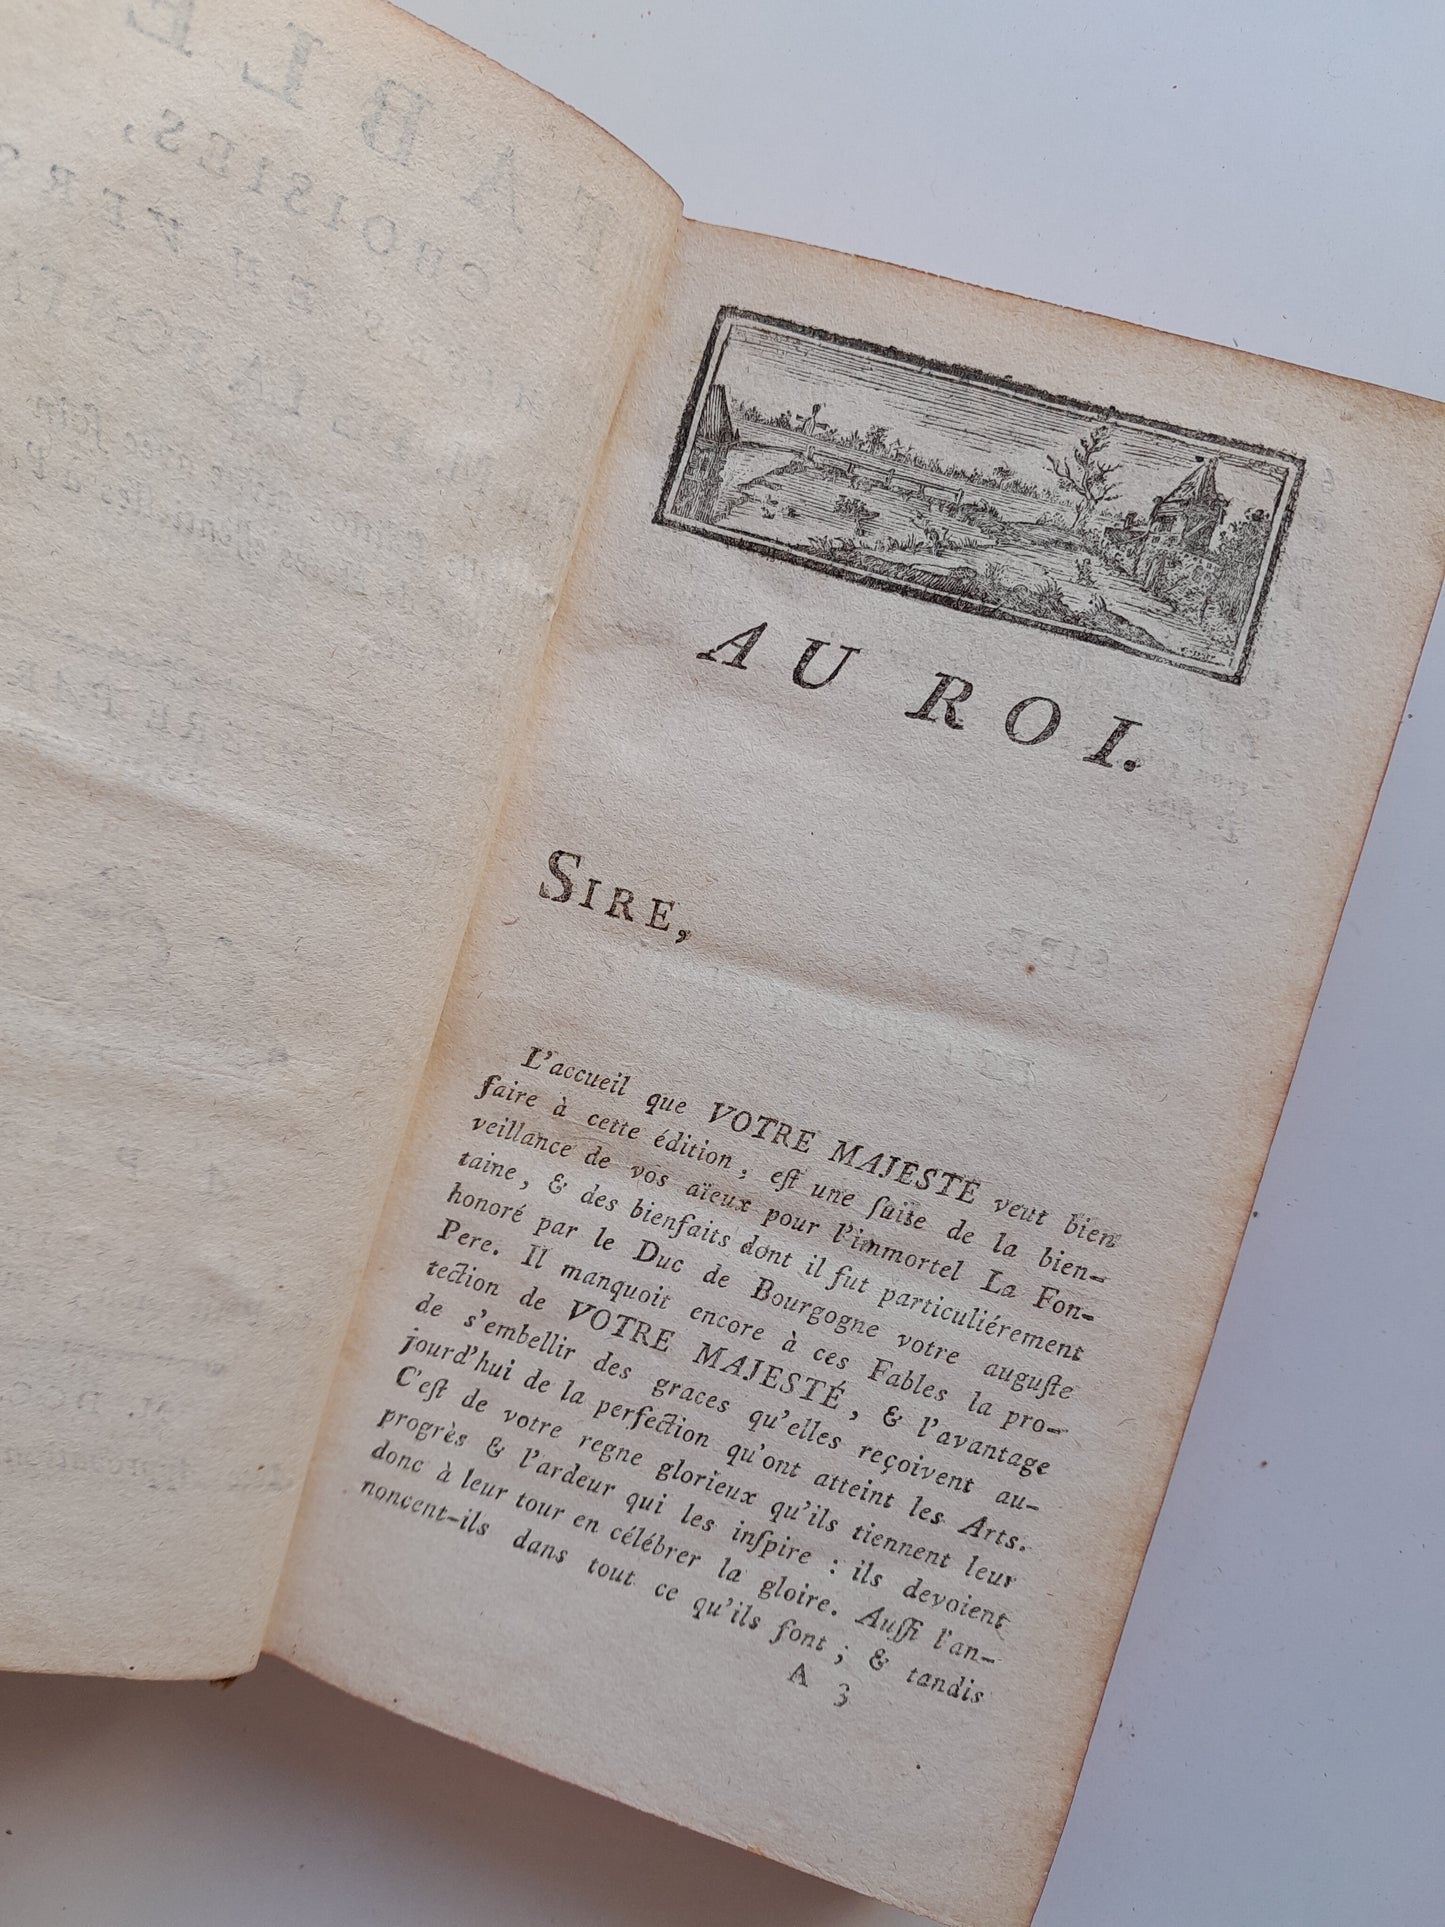 AU ROI.
SIRE,
L'accueil que VOTRE MAJESTÉ veut bien
faire à cette édition, eſt une ſuite de la bien-
veillance de vos aïeux pour l'immortel La Fon-
taine, & des bienfaits dont il fut particuliérement
honoré par le Duc de Bourgogne votre auguſte
Pere. Il manquoit encore à ces Fables la pro-
tection de VOTRE MAJESTÉ, & l'avantage
de s'embellir des graces qu'elles reçoivent au-
jourd'hui de la perfection qu'ont atteint les Arts.
C'eſt de votre regne glorieux qu'ils tiennent leur
progrès & l'ardeur qui les inſpire : ils devoient
donc à leur tour en célébrer la gloire. Auſſi l'an-
noncent-ils dans tout ce qu'ils font ; & tandis
A 3